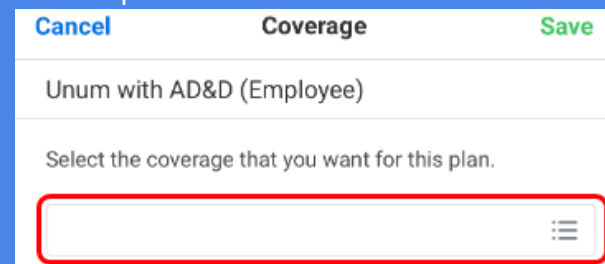 Cancel Coverage Save
Unum with AD&D (Employee)
Select the coverage that you want for this plan.